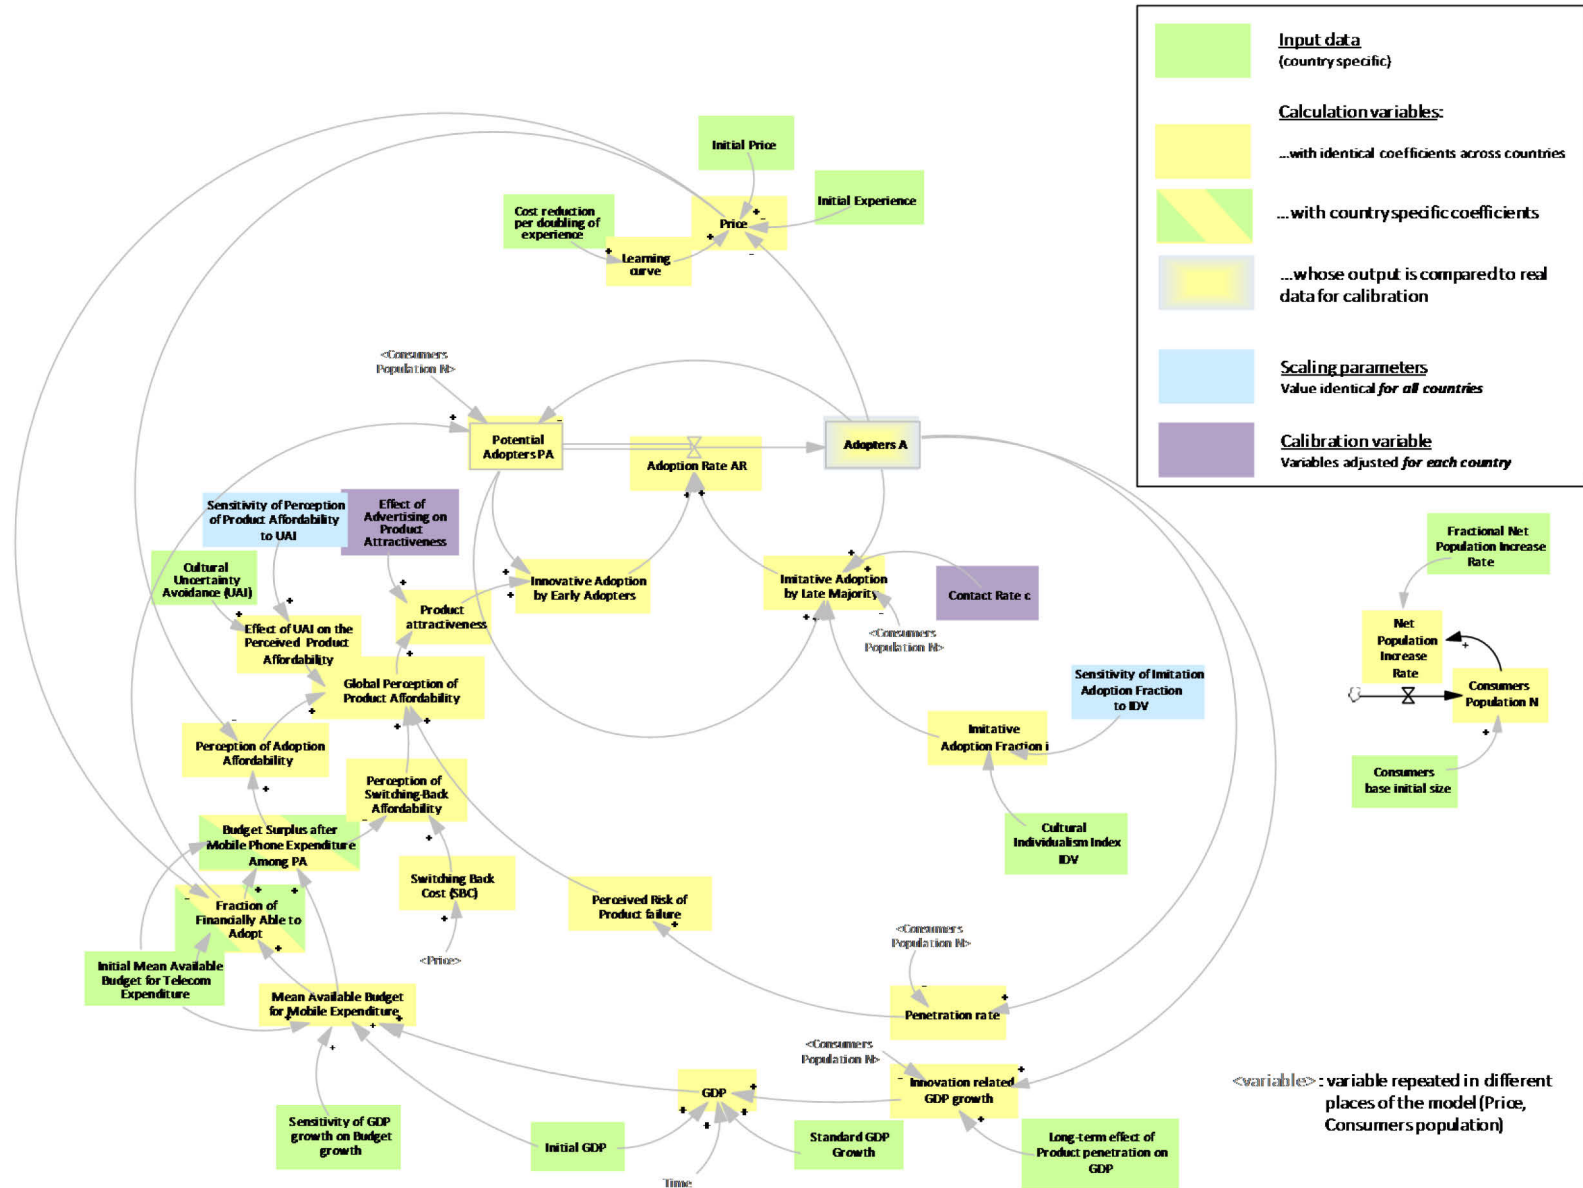 Input data
(country specific)
Calculation variables:
...with identical coefficients across countries
...with country specific coefficients
...whose output is compared to real
data for calibration
Scaling parameters
Value identical for all countries
Calibration variable
Variables adjusted for each country
Initial Price
Initial Experience
Cost reduction
per doubling of
experience
Price
Learning
curve
<Consumers
Population N>
Potential
Adopters PA
Adoption Rate AR
Adopters A
Sensitivity of Perception
of Product Affordability
to UAI
Effect of
Advertising on
Product
Attractiveness
Cultural
Uncertainty
Avoidance (UAI)
Innovative Adoption
by Early Adopters
Imitative Adoption
by Late Majority
Contact Rate c
Product
attractiveness
Effect of UAI on the
Perceived Product
Affordability
<Consumers
Population N>
Global Perception of
Product Affordability
Sensitivity of Imitation
Adoption Fraction
to IDV
Imitative
Adoption Fraction i
Perception of Adoption
Affordability
Perception of
Switching-Back
Affordability
Budget Surplus after
Mobile Phone Expenditure
Among PA
Cultural
Individualism Index
IDV
Switching Back
Cost (SBC)
Fraction of
Financially Able to
Adopt
Perceived Risk of
Product failure
<Price>
<Consumers
Population N>
Initial Mean Available
Budget for Telecom
Expenditure
Mean Available Budget
for Mobile Expenditure
Penetration rate
<Consumers
Population N>
Innovation related
GDP growth
GDP
Sensitivity of GDP
growth on Budget
growth
Initial GDP
Standard GDP
Growth
Long-term effect of
Product penetration on
GDP
Time
Fractional Net
Population Increase
Rate
Net
Population
Increase
Rate
Consumers
Population N
Consumers
base initial size
<variable> : variable repeated in different
places of the model (Price,
Consumers population)